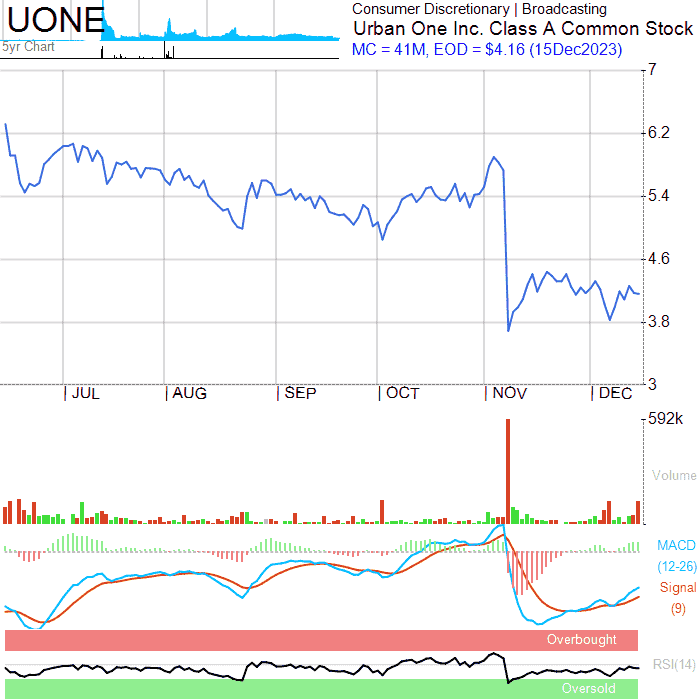 UONE
5yr Chart
Consumer Discretionary | Broadcasting
Urban One Inc. Class A Common Stock
MC = 41M, EOD = $4.16 (15Dec2023)
7
6.2
5.4
4.6
3.8
3
JUL
AUG
SEP
OCT
NOV
DEC
592k
Volume
MACD
(12-26)
Signal
(9)
Overbought
RSI(14)
Oversold